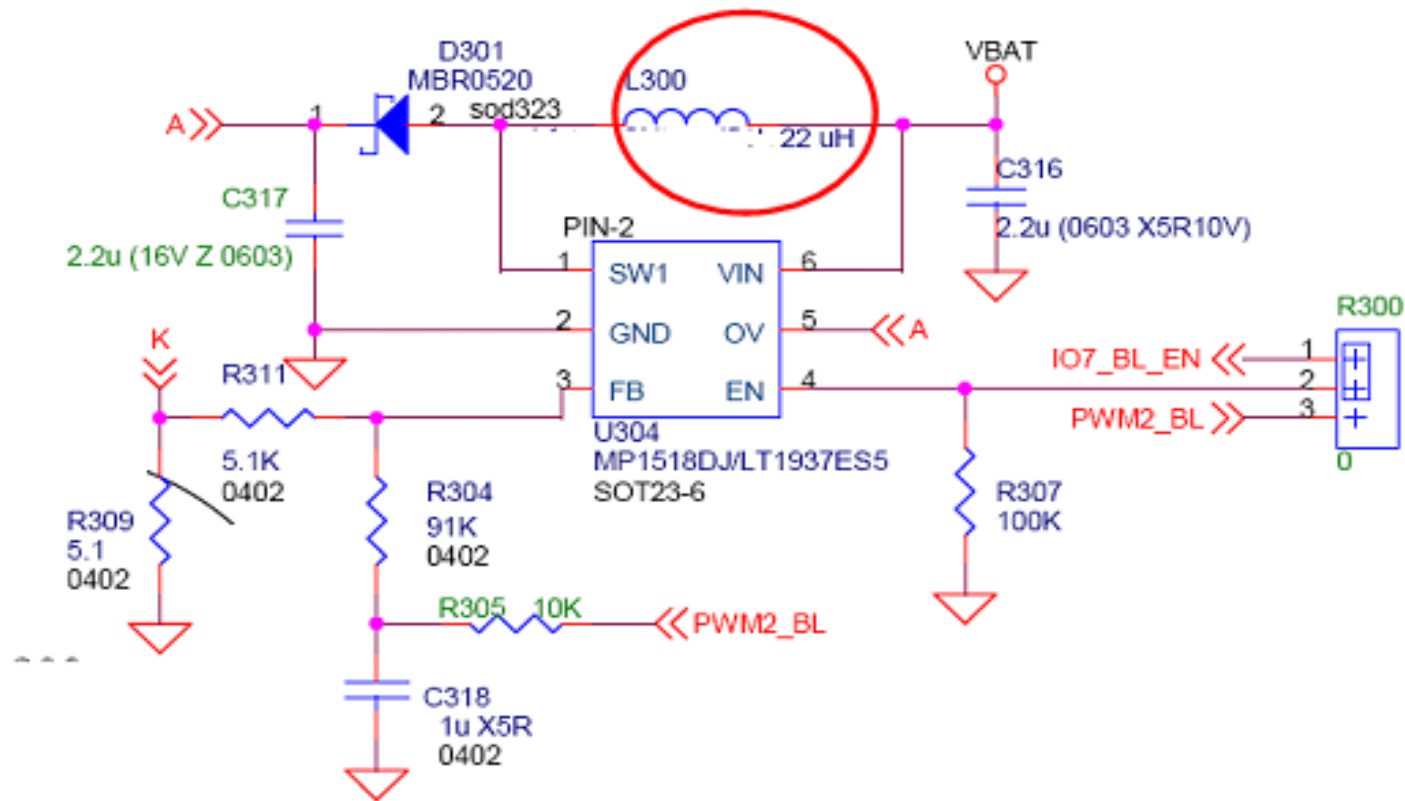 D301
MBR0520
sod323
L300
22 uH
VBAT
A
1
2
C317
2.2u (16V Z 0603)
C316
2.2u (0603 X5R10V)
PIN-2
1
SW1
VIN
6
2
GND
OV
5
A
3
FB
EN
4
U304
MP1518DJ/LT1937ES5
SOT23-6
R300
IO7_BL_EN
1
2
PWM2_BL
3
0
K
R311
5.1K
0402
R309
5.1
0402
R304
91K
0402
R307
100K
R305 10K
PWM2_BL
C318
1u X5R
0402